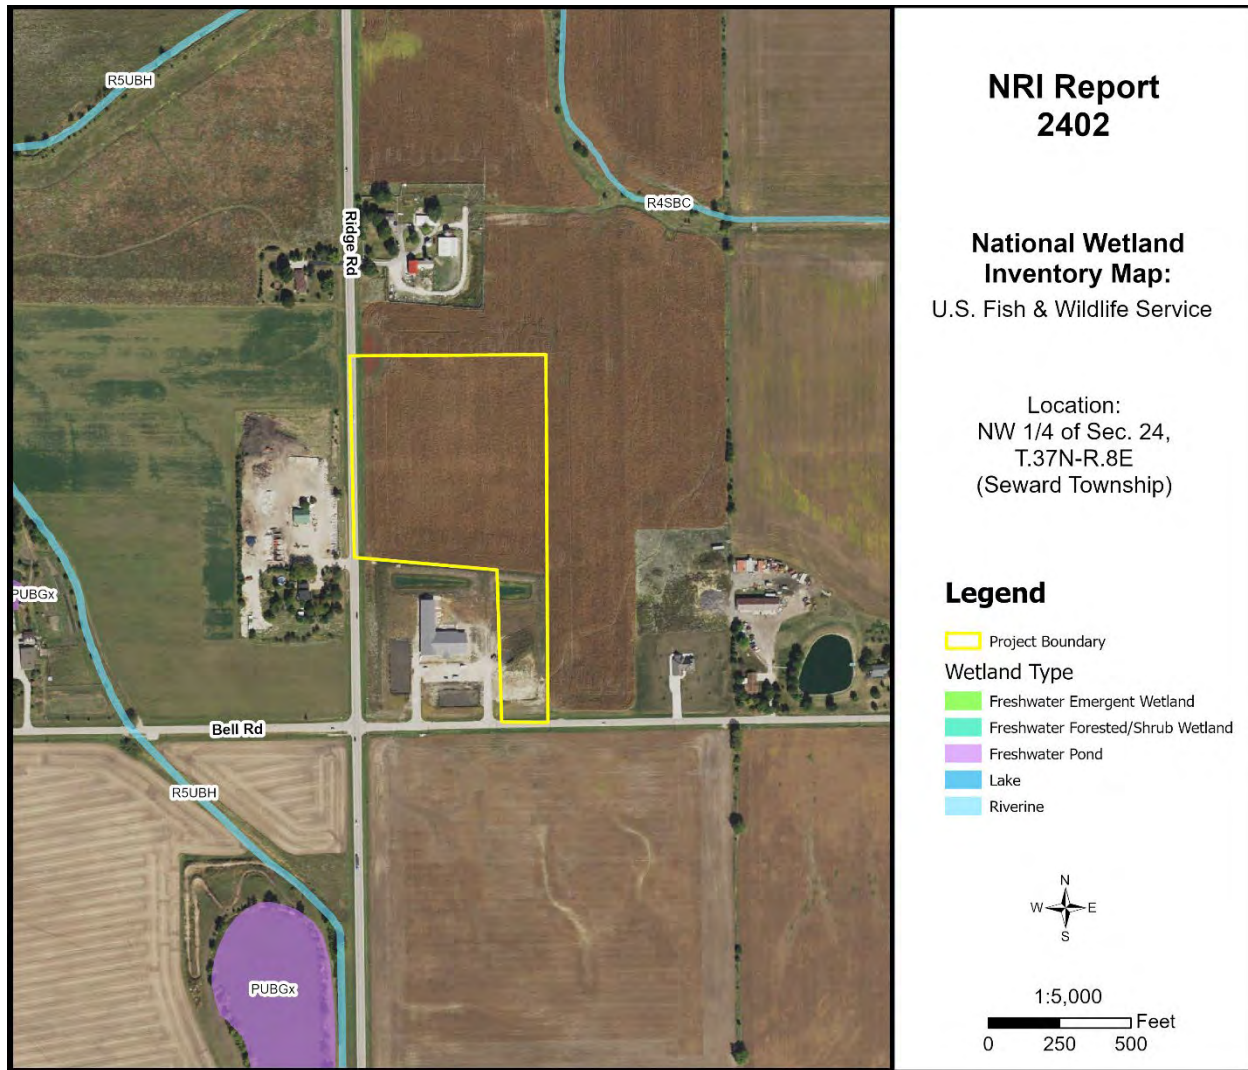 R5UBH
R4SBC
Ridge Rd
PUBGx
Bell Rd
R5UBH
PUBGx
NRI Report
2402
National Wetland
Inventory Map:
U.S. Fish & Wildlife Service
Location:
NW 1/4 of Sec. 24,
T.37N-R.8E
(Seward Township)
Legend
Project Boundary
Wetland Type
Freshwater Emergent Wetland
Freshwater Forested/Shrub Wetland
Freshwater Pond
Lake
Riverine
N
W E
S
1:5,000
Feet
0 250 500